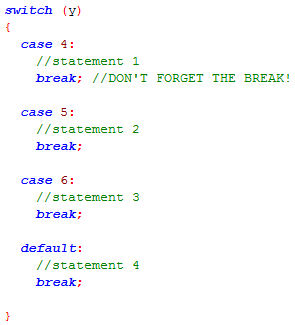 switch (y)
{
case 4:
//statement 1
break; //DON'T FORGET THE BREAK!
case 5:
//statement 2
break;
case 6:
//statement 3
break;
default:
//statement 4
break;
}